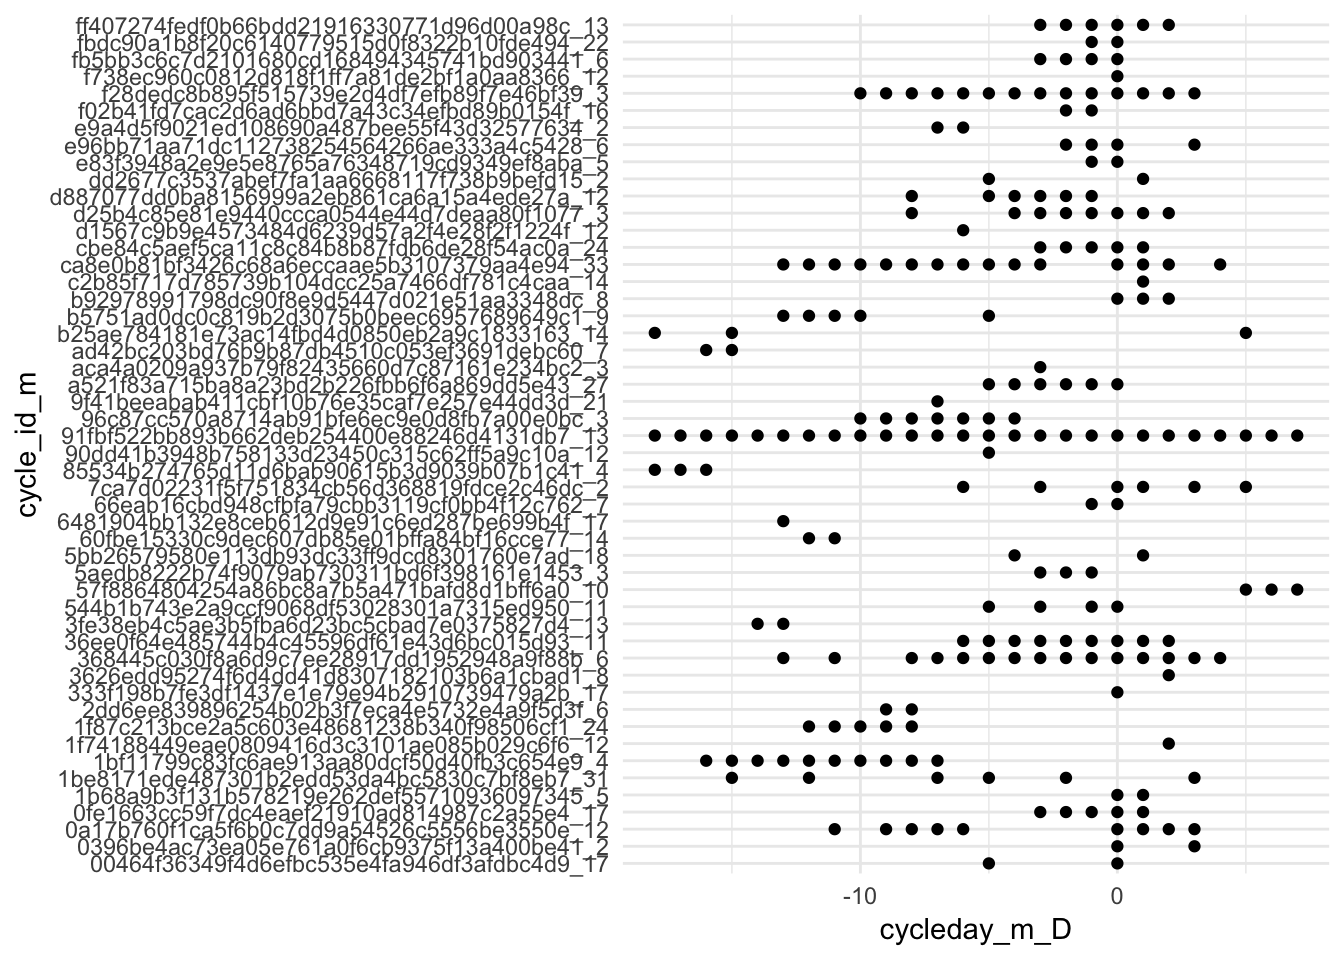 ff407274fedf0b66bdd21916330771d96d00a98c_13
fbdc90a1b8f20c6140779515d0f8322b10fde494_22
fb5bb3c6c7d2101680cd168494345741bd903441_6
f738ec960c0812d818f1ff7a81de2bf1a0aa8366_12
f28dedc8b895f515739e2d4df7efb89f7e46bf39_3
f02b41fd7cac2d6ad6bbd7a43c34efbd89b0154f_16
e9a4d5f9021ed108690a487bee55f43d32577634_2
e96bb71aa71dc112738254564266ae333a4c5428_6
e83f3948a2e9e5e8765a76348719cd9349ef8aba_5
dd2677c3537abef7fa1aa6668117f738b9befd15_2
d887077dd0ba8156999a2eb861ca6a15a4ede27a_12
d25b4c85e81e9440ccca0544e44d7deaa80f1077_3
d1567c9b9e4573484d6239d57a2f4e28f2f1224f_12
cbe84c5aef5ca11c8c84b8b87fdb6de28f54ac0a_24
ca8e0b81bf3426c68a6eccaae5b3107379aa4e94_33
c2b85f717d785739b104dcc25a7466df781c4caa_14
b92978991798dc90f8e9d5447d021e51aa3348dc_8
b5751ad0dc0c819b2d3075b0beec6957689649c1_9
b25ae784181e73ac14fbd4d0850eb2a9c1833163_14
ad42bc203bd76b9b87db4510c053ef3691debc60_7
aca4a0209a937b79f82435660d7c87161e234bc2_3
a521f83a715ba8a23bd2b226fbb6f6a869dd5e43_27
9f41beeabab411cbf10b76e35caf7e257e44dd3d_21
96c87cc570a8714ab91bfe6ec9e0d8fb7a00e0bc_3
91fbf522bb893b662deb254400e88246d4131db7_13
90dd41b3948b758133d23450c315c62ff5a9c10a_12
85534b274765d11d6bab90615b3d9039b07b1c41_4
7ca7d02231f5f751834cb56d368819fdce2c46dc_2
66eab16cbd948cfbfa79cbb3119cf0bb4f12c762_7
6481904bb132e8ceb612d9e91c6ed287be699b4f_17
60fbe15330c9dec607db85e01bffa84bf16cce77_14
5bb26579580e113db93dc33ff9dcd8301760e7ad_18
5aedb8222b74f9079ab730311bd6f398161e1453_3
57f8864804254a86bc8a7b5a471bafd8d1bff6a0_10
544b1b743e2a9ccf9068df53028301a7315ed950_11
3fe38eb4c5ae3b5fba6d23bc5cbad7e0375827d4_13
36ee0f64e485744b4c45596df61e43d6bc015d93_11
368445c030f8a6d9c7ee28917dd1952948a9f88b_6
3626edd95274f6d4dd41d8307182103b6a1cbad1_8
333f198b7fe3df1437e1e79e94b2910739479a2b_17
2dd6ee839896254b02b3f7eca4e5732e4a9f5d3f_6
1f87c213bce2a5c603e48681238b340f98506cf1_24
1f74188449eae0809416d3c3101ae085b029c6f6_12
1bf11799c83fc6ae913aa80dcf50d40fb3c654e9_4
1be8171ede487301b2edd53da4bc5830c7bf8eb7_31
1b68a9b3f131b578219e262def55710936097345_5
0fe1663cc59f7dc4eaef21910ad814987c2a55e4_17
0a17b760f1ca5f6b0c7dd9a54526c5556be3550e_12
0396be4ac73ea05e761a0f6cb9375f13a400be41_2
00464f36349f4d6efbc535e4fa946df3afdbc4d9_17
cycle_id_m
-10 0
cycleday_m_D